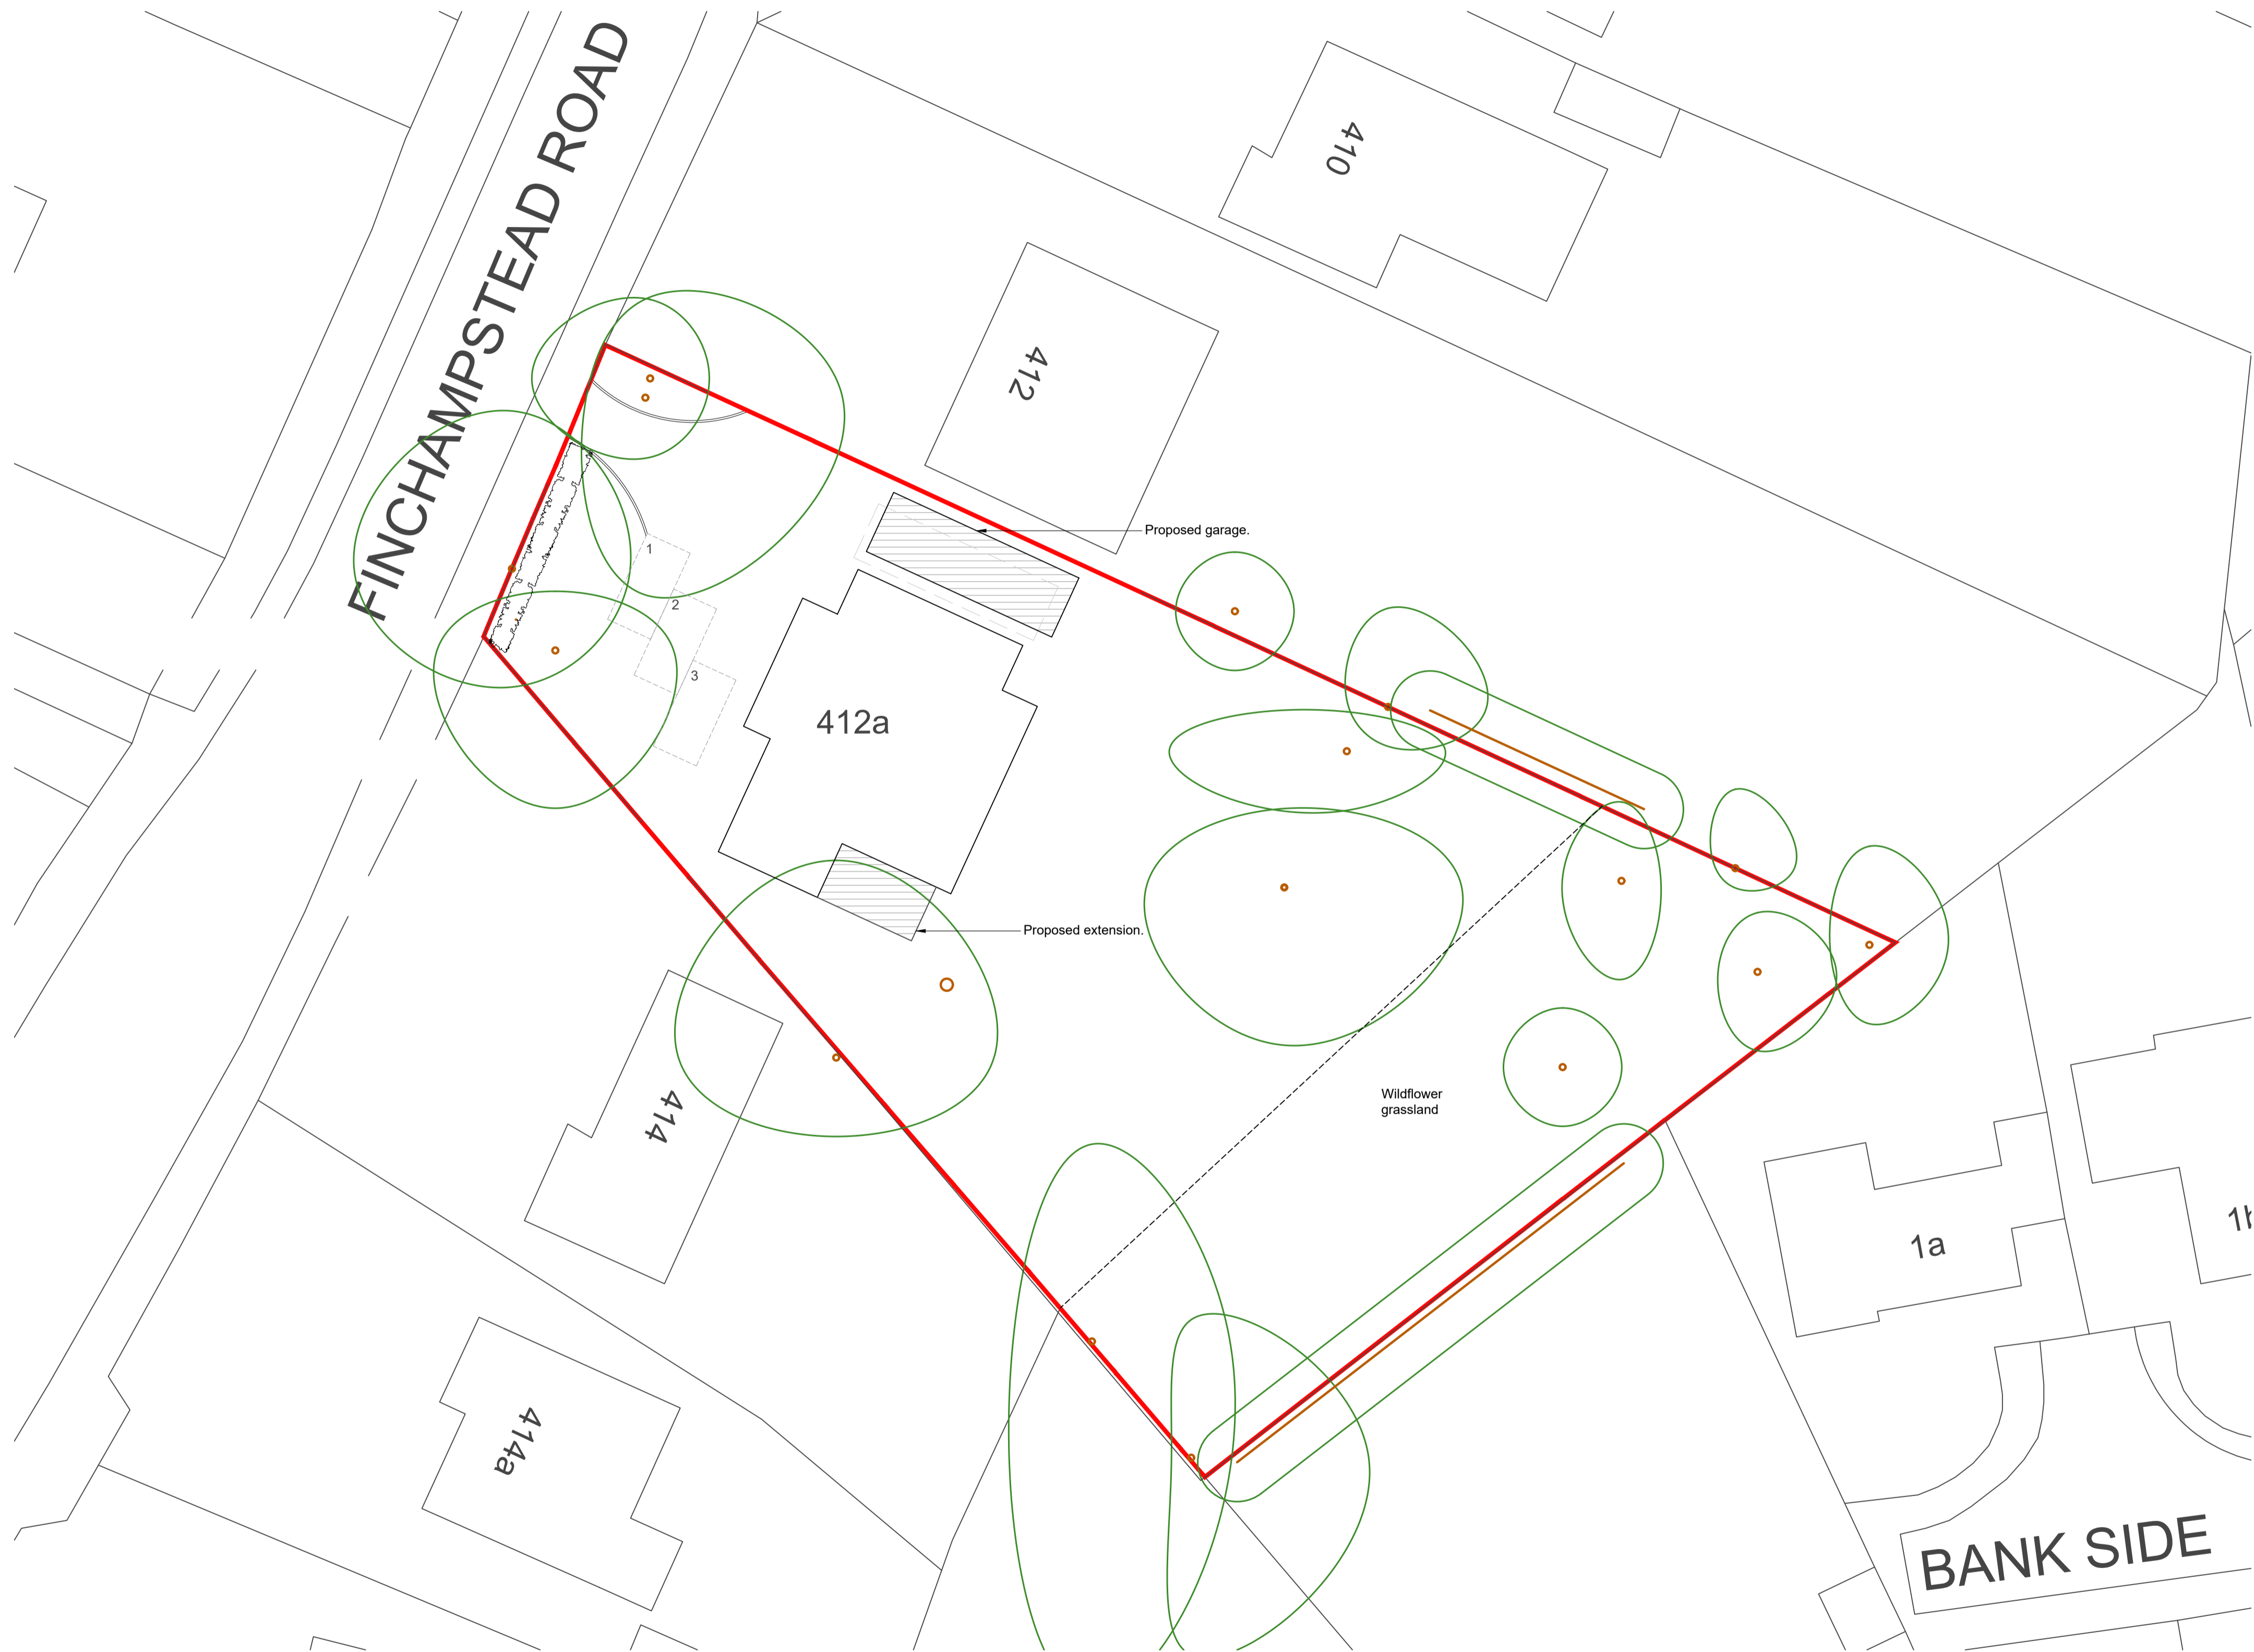 FINCHAMPSTEAD ROAD
410
412
Proposed garage.
1
2
3
412a
Proposed extension.
Wildflower
grassland
414
1a
414a
BANK SIDE